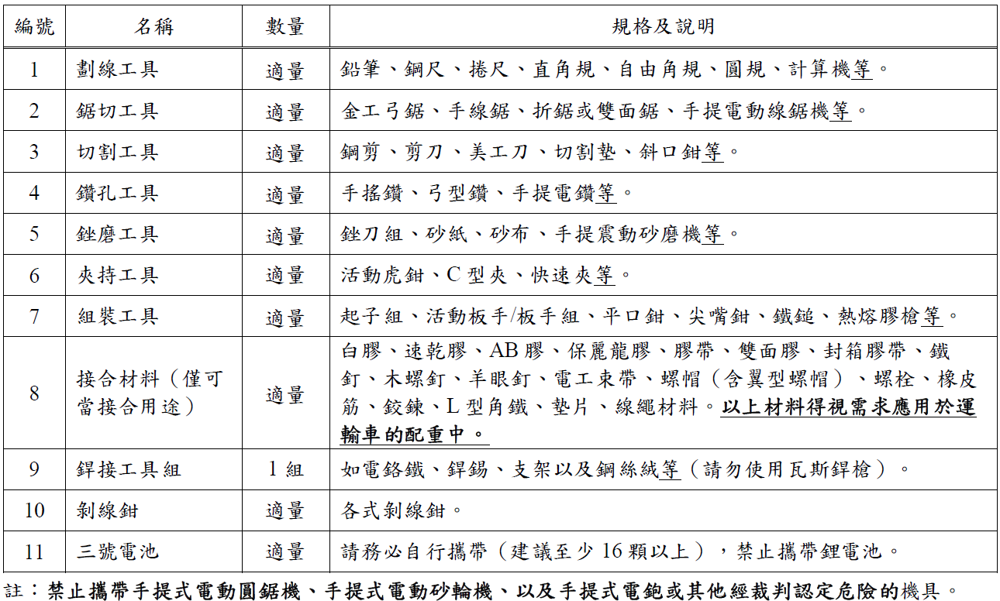 編號 名稱 數量 規格及說明
1 劃線工具 適量 鉛筆、鋼尺、捲尺、直角規、自由角規、圓規、計算機等。
2 鋸切工具 適量 金工弓鋸、手線鋸、折鋸或雙面鋸、手提電動線鋸機等。
3 切割工具 適量 鋼剪、剪刀、美工刀、切割墊、斜口鉗等。
4 鑽孔工具 適量 手搖鑽、弓型鑽、手提電鑽等。
5 銼磨工具 適量 銼刀組、砂紙、砂布、手提震動砂磨機等。
6 夾持工具 適量 活動虎鉗、C 型夾、快速夾等。
7 組裝工具 適量 起子組、活動板手/板手組、平口鉗、尖嘴鉗、鐵鎚、熱熔膠槍等。
8 接合材料（僅可當接合用途） 適量 白膠、速乾膠、AB 膠、保麗龍膠、膠帶、雙面膠、封箱膠帶、鐵
釘、木螺釘、羊眼釘、電工束帶、螺帽（含翼型螺帽）、螺栓、橡皮
筋、鉸鍊、L 型角鐵、墊片、線繩材料。以上材料得視需求應用於運
輸車的配重中。
9 銲接工具組 1 組 如電鉻鐵、銲錫、支架以及鋼絲絨等（請勿使用瓦斯銲槍）。
10 剝線鉗 適量 各式剝線鉗。
11 三號電池 適量 請務必自行攜帶（建議至少 16 顆以上），禁止攜帶鋰電池。
註：禁止攜帶手提式電動圓鋸機、手提式電動砂輪機、以及手提式電鉋或其他經裁判認定危險的機具。